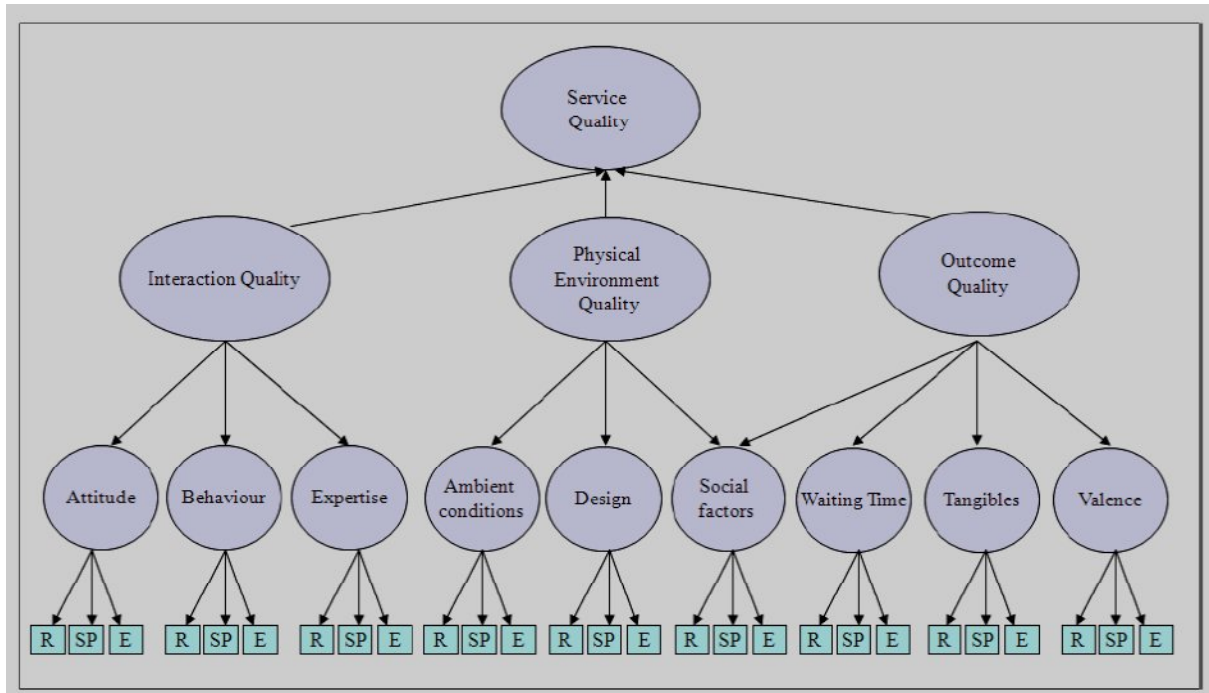 Service
Quality
Interaction Quality
Physical
Environment
Quality
Outcome
Quality
Attitude
Behaviour
Expertise
Ambient
conditions
Design
Social
factors
Waiting Time
Tangibles
Valence
R SP E R SP E R SP E R SP E R SP E R SP E R SP E R SP E R SP E